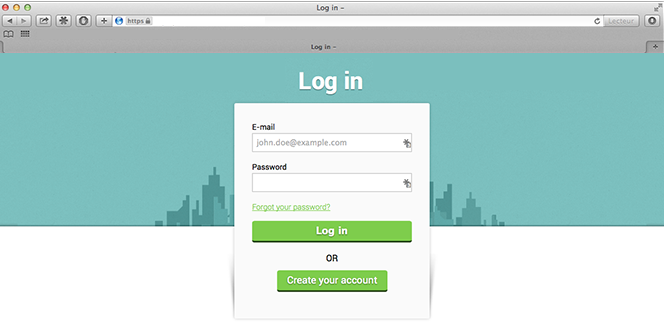 Log in –
https
Lecteur
Log in –
Log in
E-mail
john.doe@example.com
Password
Forgot your password?
Log in
OR
Create your account